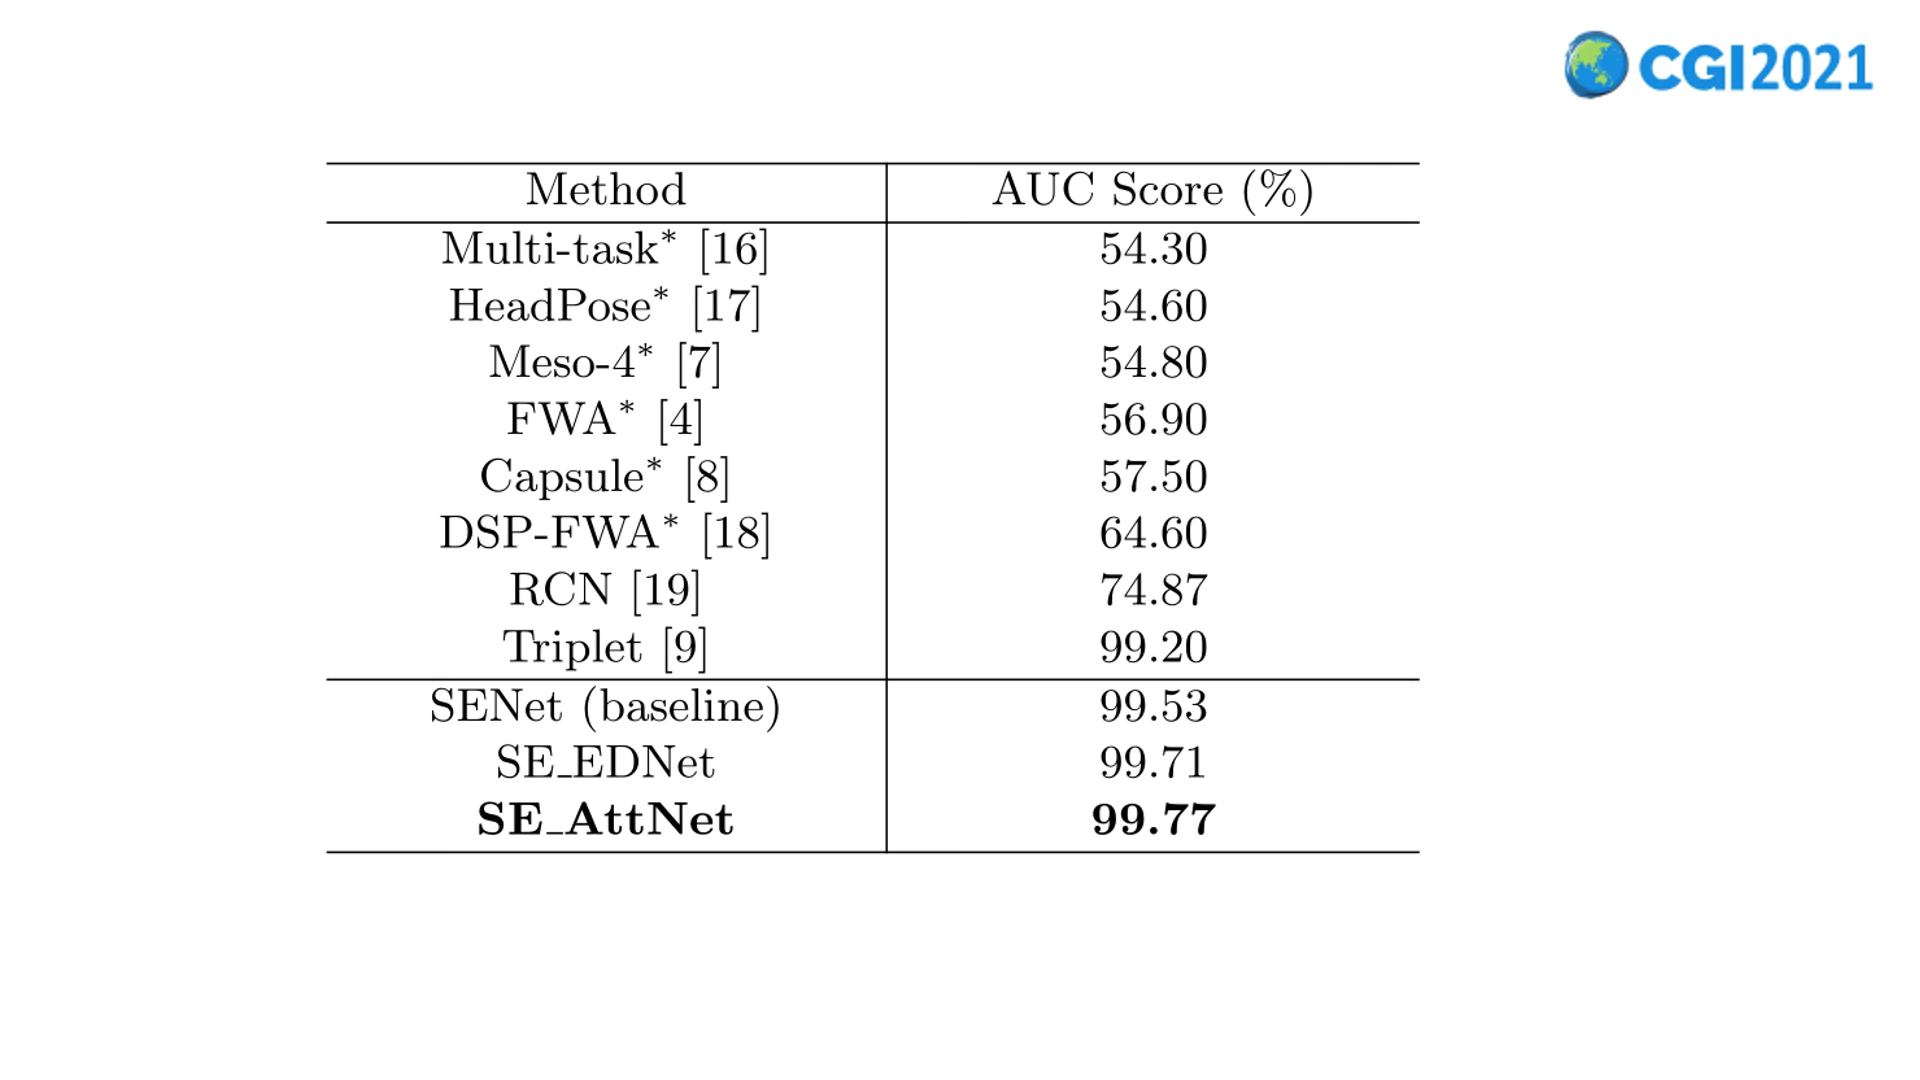 CGI2021
Method AUC Score (%)
Multi-task* [16] 54.30
HeadPose* [17] 54.60
Meso-4* [7] 54.80
FWA* [4] 56.90
Capsule* [8] 57.50
DSP-FWA* [18] 64.60
RCN [19] 74.87
Triplet [9] 99.20
SENet (baseline) 99.53
SE_EDNet 99.71
SE_AttNet 99.77